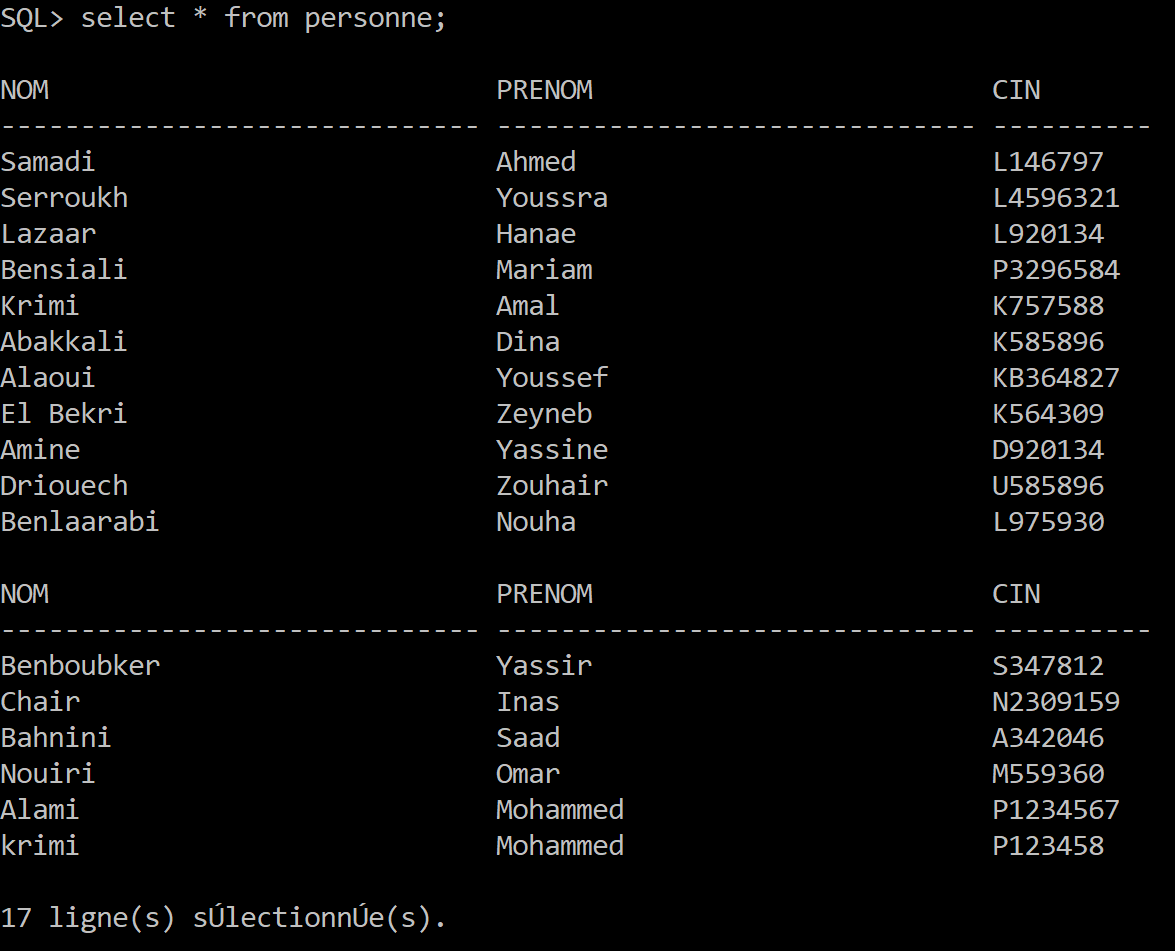 SQL> select * from personne;
NOM PRENOM CIN
------------------------------ ------------------------------ ----------
Samadi Ahmed L146797
Serroukh Youssra L4596321
Lazaar Hanae L920134
Bensiali Mariam P3296584
Krimi Amal K757588
Abakkali Dina K585896
Alaoui Youssef KB364827
El Bekri Zeyneb K564309
Amine Yassine D920134
Driouech Zouhair U585896
Benlaarabi Nouha L975930
NOM PRENOM CIN
------------------------------ ------------------------------ ----------
Benboubker Yassir S347812
Chair Inas N2309159
Bahnini Saad A342046
Nouiri Omar M559360
Alami Mohammed P1234567
krimi Mohammed P123458
17 ligne(s) sÚlectionnÚe(s).